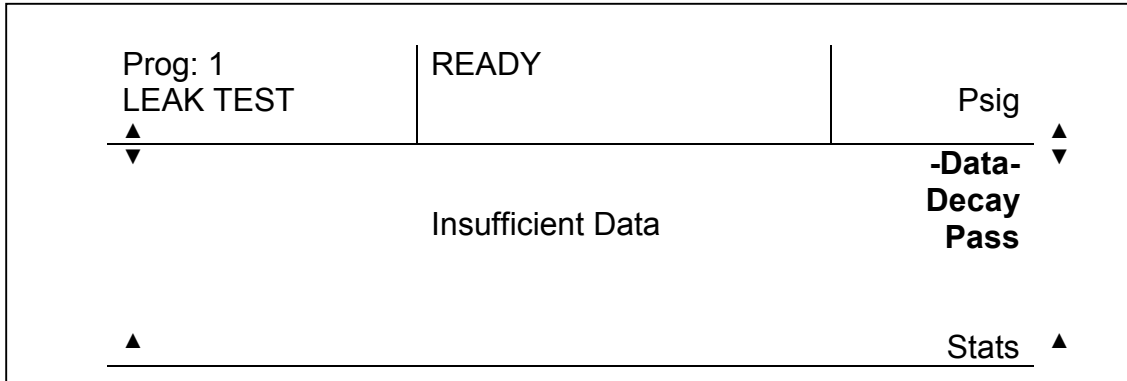 Prog: 1
READY
LEAK TEST
Psig
-Data-
Decay
Insufficient Data
Pass
Stats